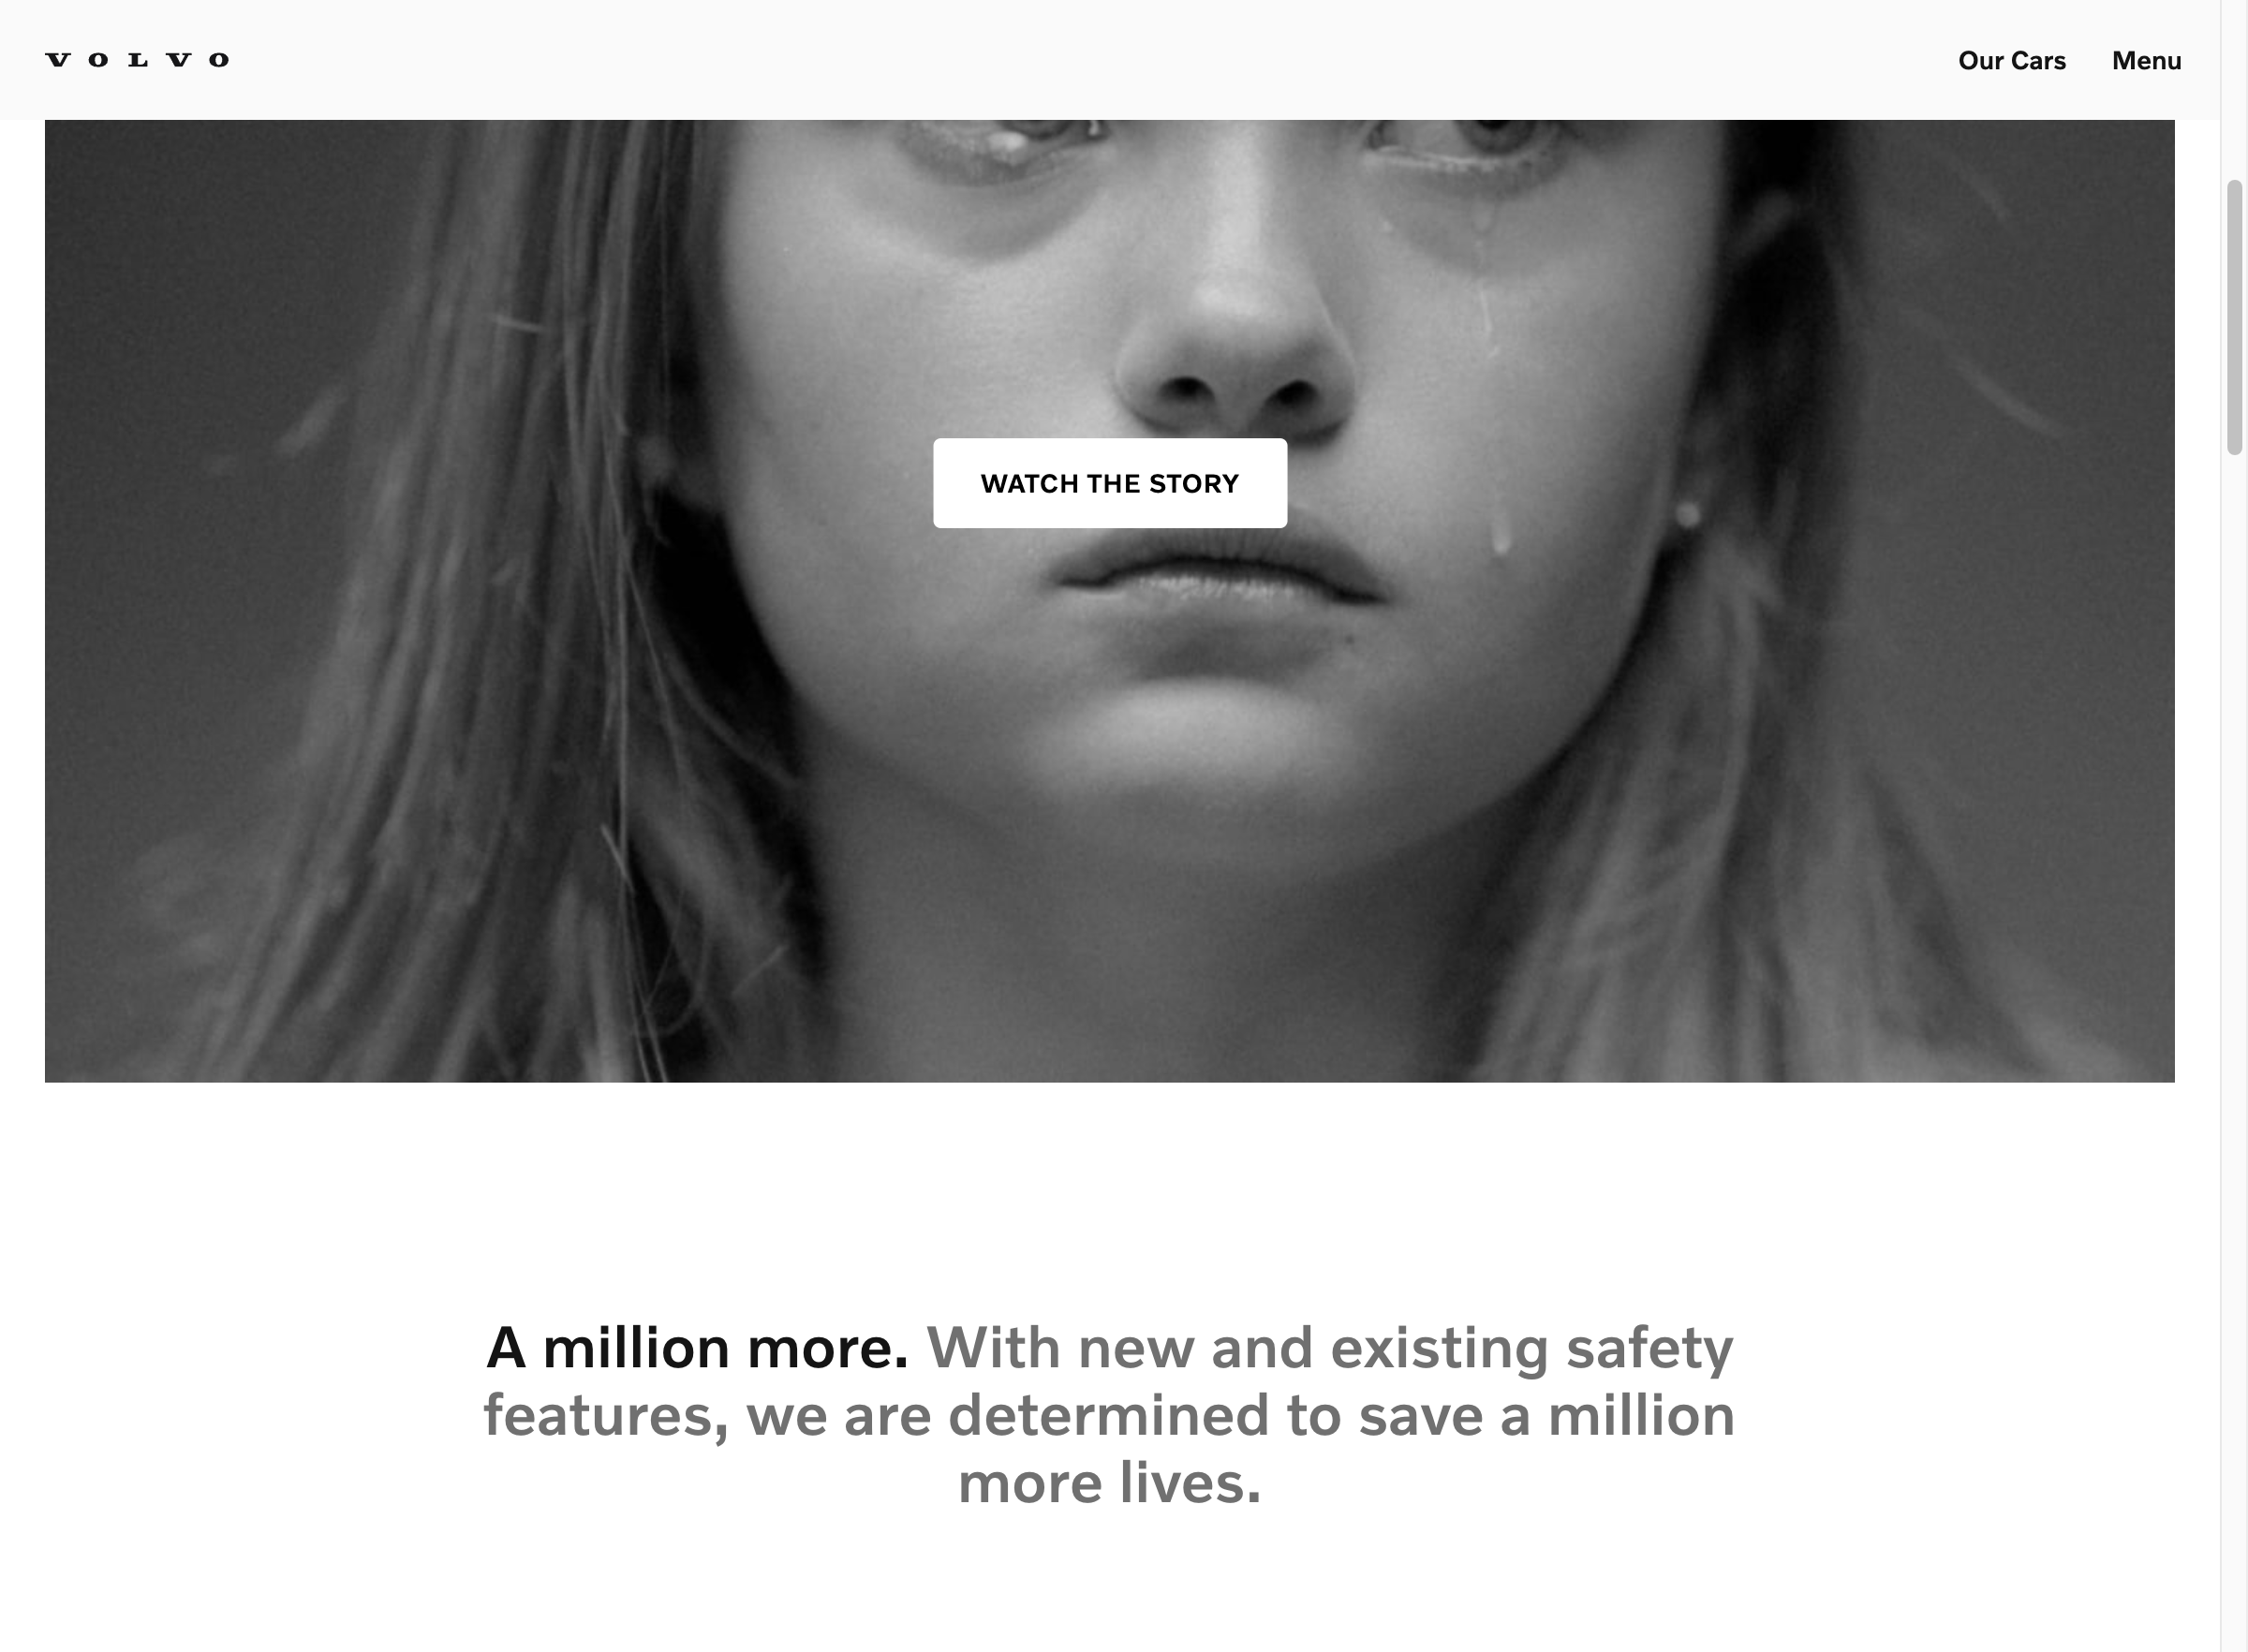 VOLVO
Our Cars
Menu
WATCH THE STORY
A million more. With new and existing safety
features, we are determined to save a million
more lives.